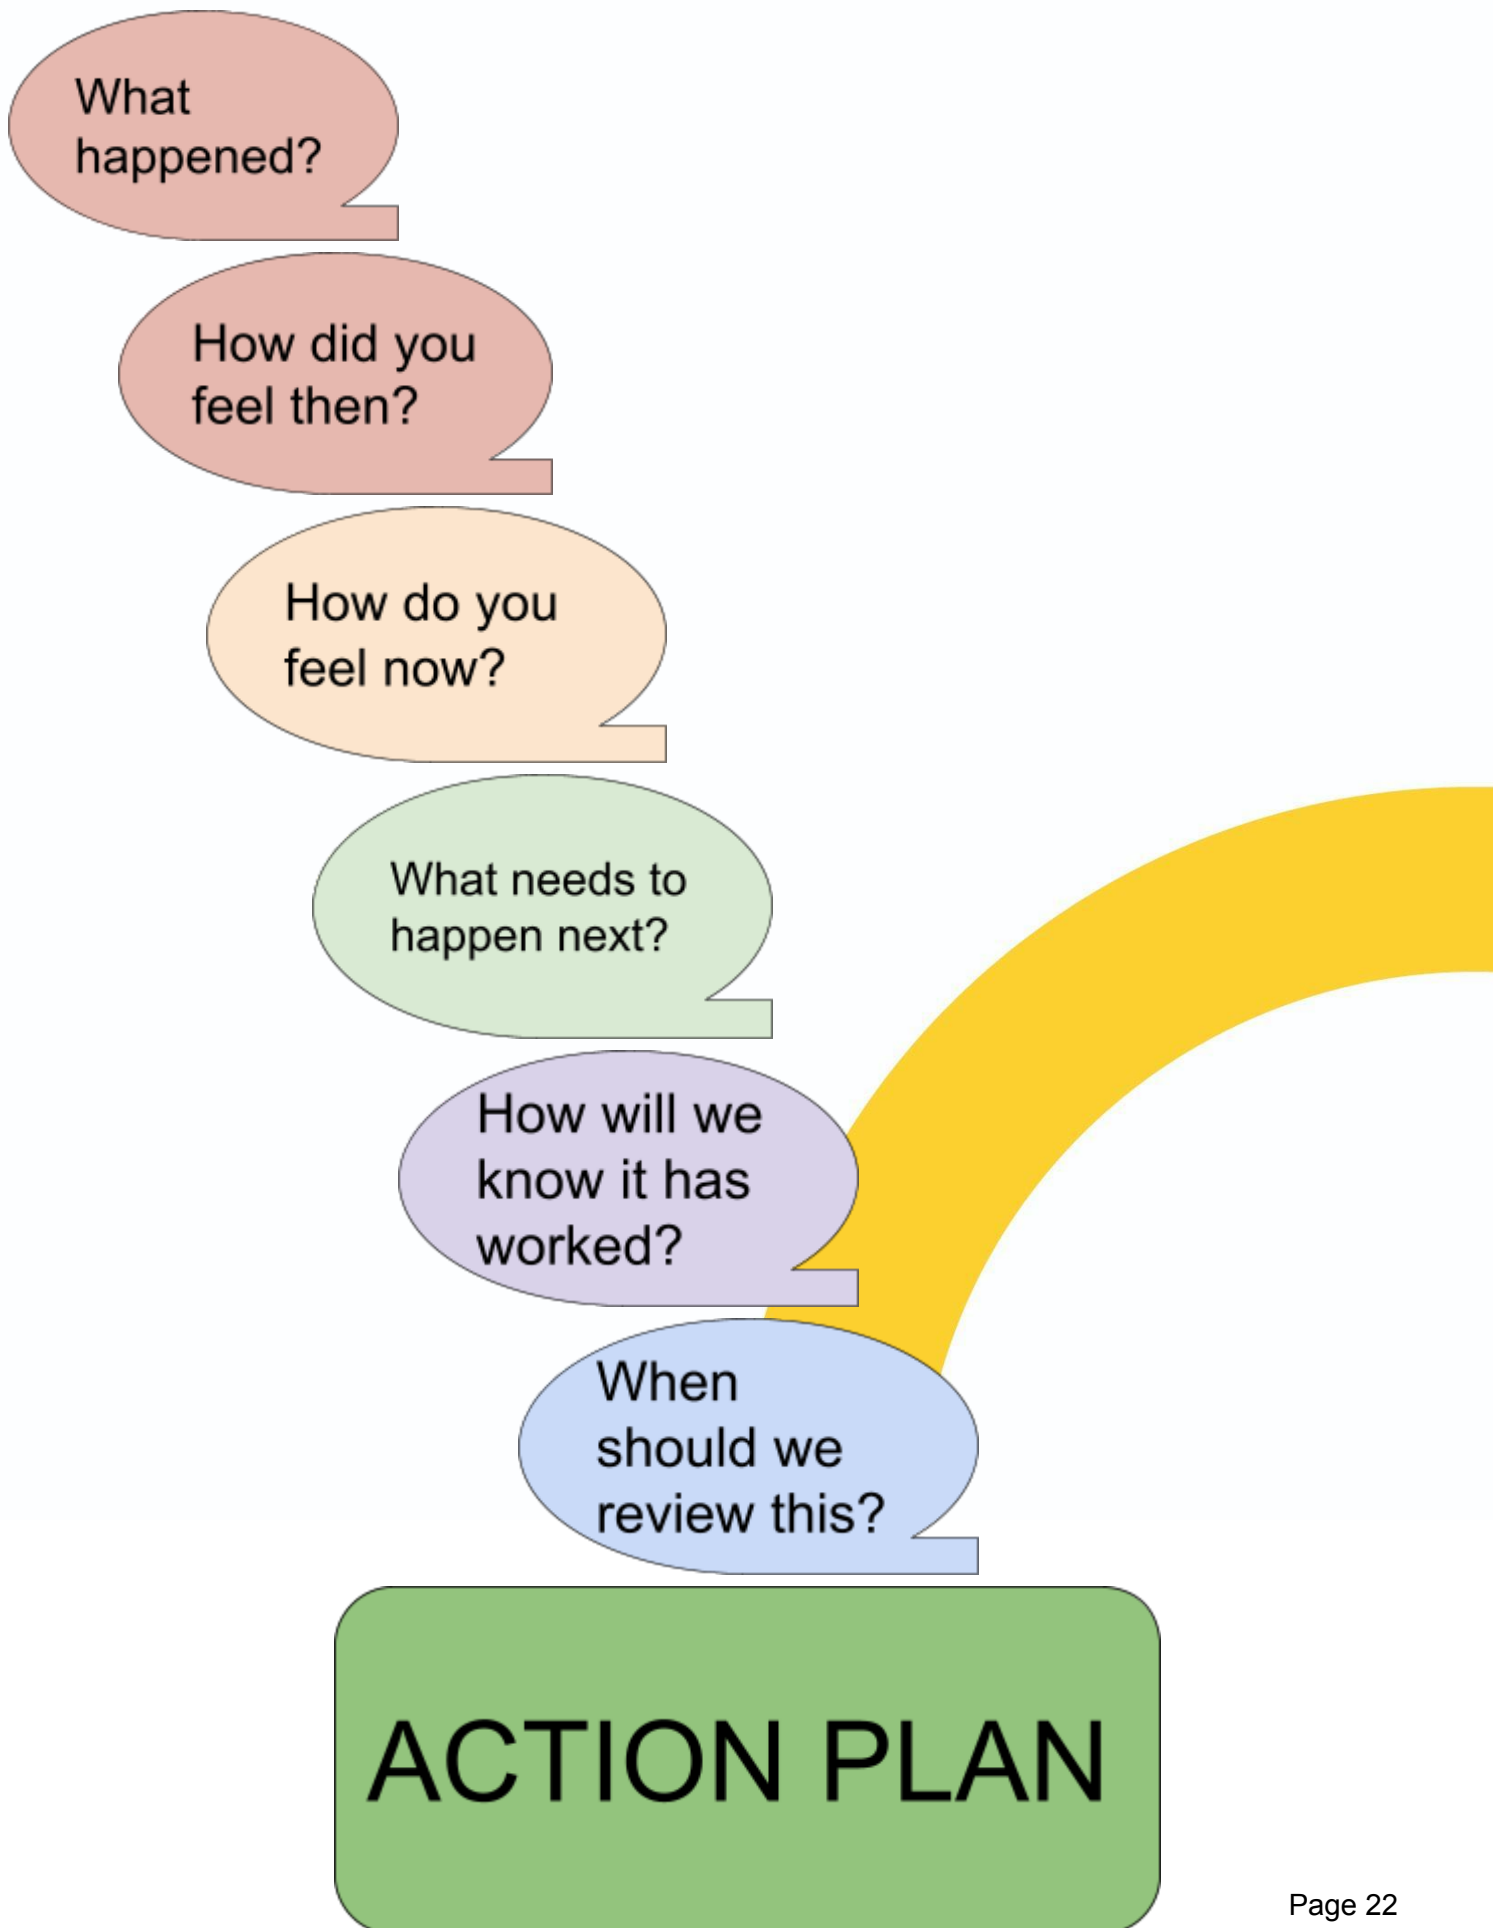 What
happened?
How did you
feel then?
How do you
feel now?
What needs to
happen next?
How will we
know it has
worked?
When
should we
review this?
ACTION PLAN
Page 22